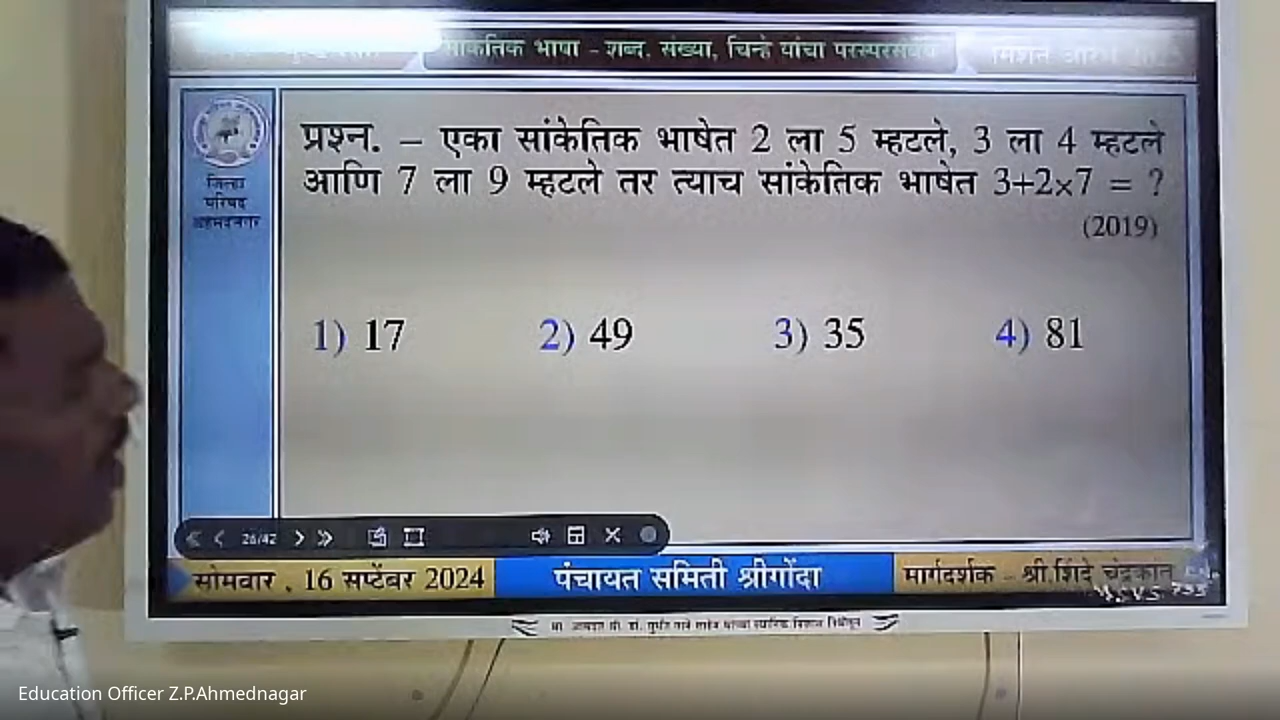 सांकेतिक भाषा - शब्द, संख्या, चिन्हे यांचा परस्परसंबंध
जिल्हा
परिषद
अहमदनगर
प्रश्न. – एका सांकेतिक भाषेत 2 ला 5 म्हटले, 3 ला 4 म्हटले
आणि 7 ला 9 म्हटले तर त्याच सांकेतिक भाषेत 3+2×7 = ?
(2019)
1) 17 2) 49 3) 35 4) 81
26/42
सोमवार , 16 सप्टेंबर 2024 पंचायत समिती श्रीगोंदा मार्गदर्शक – श्री.शिंदे चंद्रकांत
Education Officer Z.P.Ahmednagar